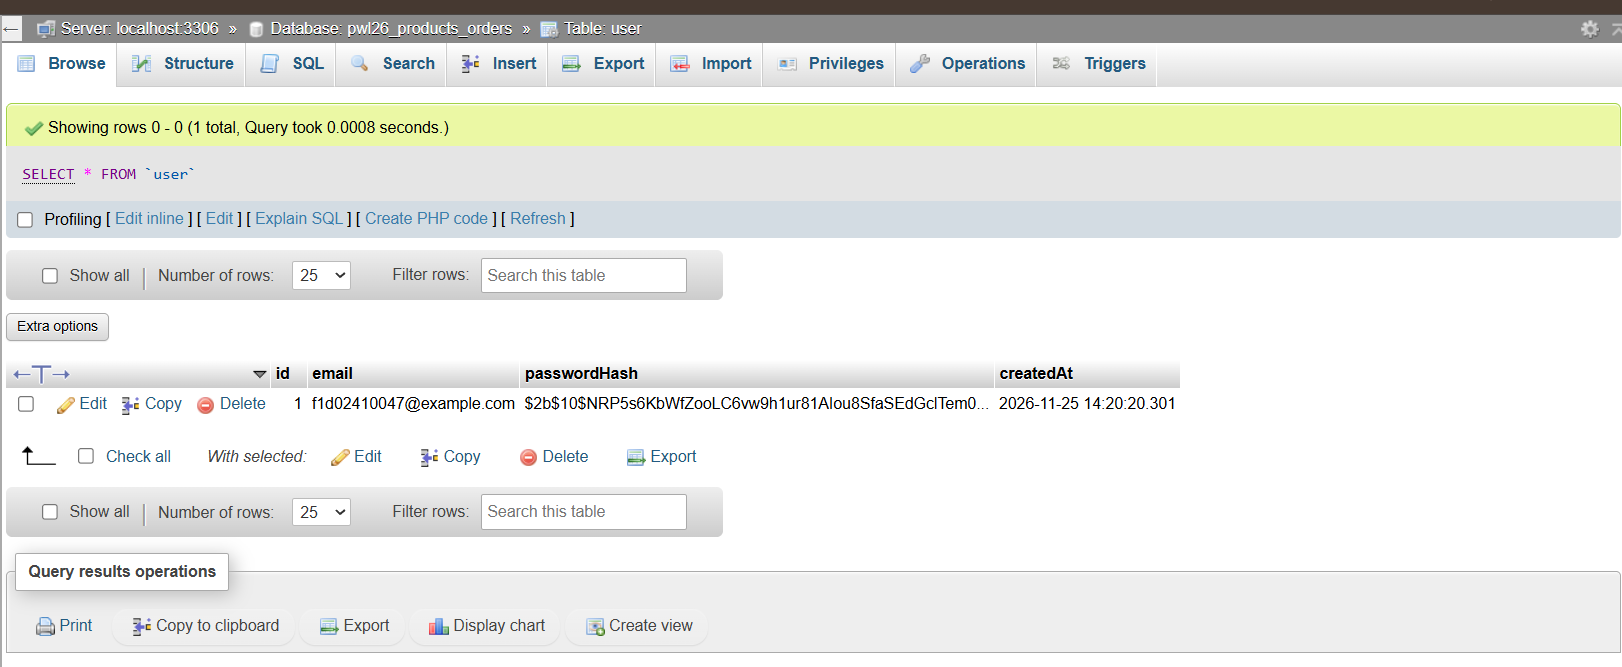 Server: localhost:3306 » Database: pwl26_products_orders » Table: user
Browse Structure SQL Search Insert Export Import Privileges Operations Triggers
Showing rows 0 - 0 (1 total, Query took 0.0008 seconds.)
SELECT * FROM `user`
Profiling [ Edit inline ] [ Edit ] [ Explain SQL ] [ Create PHP code ] [ Refresh ]
Show all | Number of rows: 25 Filter rows: Search this table
Extra options
←T→ id email passwordHash createdAt
Edit Copy Delete 1 f1d02410047@example.com $2b$10$NRP5s6KbWfZooLC6vw9h1ur81Alou8SfaSEdGclTem0... 2026-11-25 14:20:20.301
Check all With selected: Edit Copy Delete Export
Show all | Number of rows: 25 Filter rows: Search this table
Query results operations
Print Copy to clipboard Export Display chart Create view